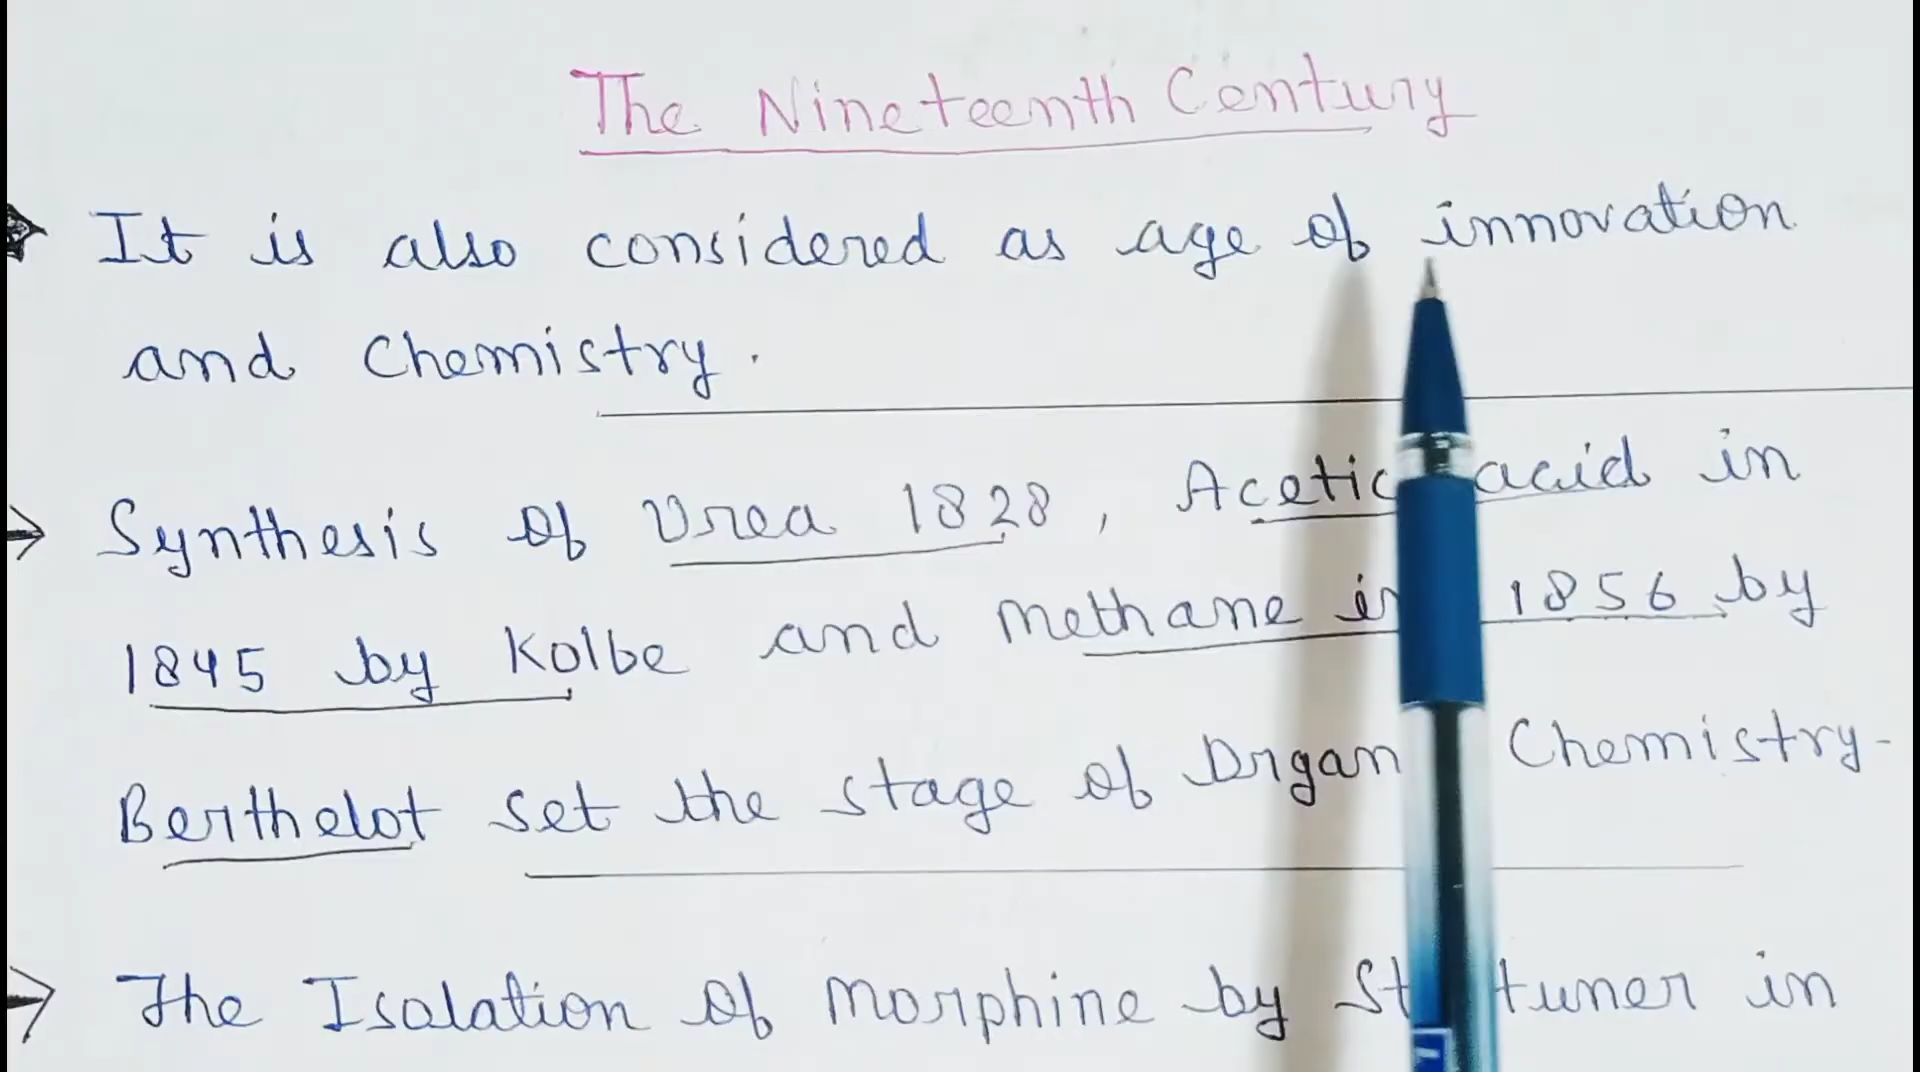 The Nineteenth Century
It is also considered as age of innovation
and Chemistry.
Synthesis of Urea 1828, Acetic acid in
1845 by Kolbe and Methane in 1856 by
Berthelot set the stage of Chemistry-
The Isolation of Morphine by in